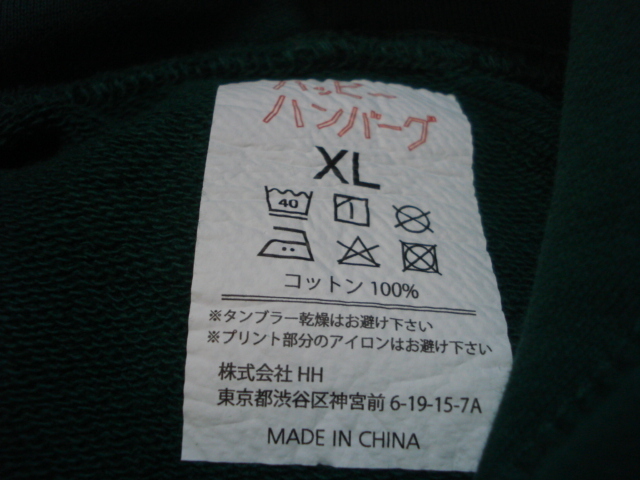 ハッピー
ハンバーグ
XL
40
コットン 100%
※タンブラー乾燥はお避け下さい
※プリント部分のアイロンはお避け下さい
株式会社 HH
東京都渋谷区神宮前 6-19-15-7A
MADE IN CHINA